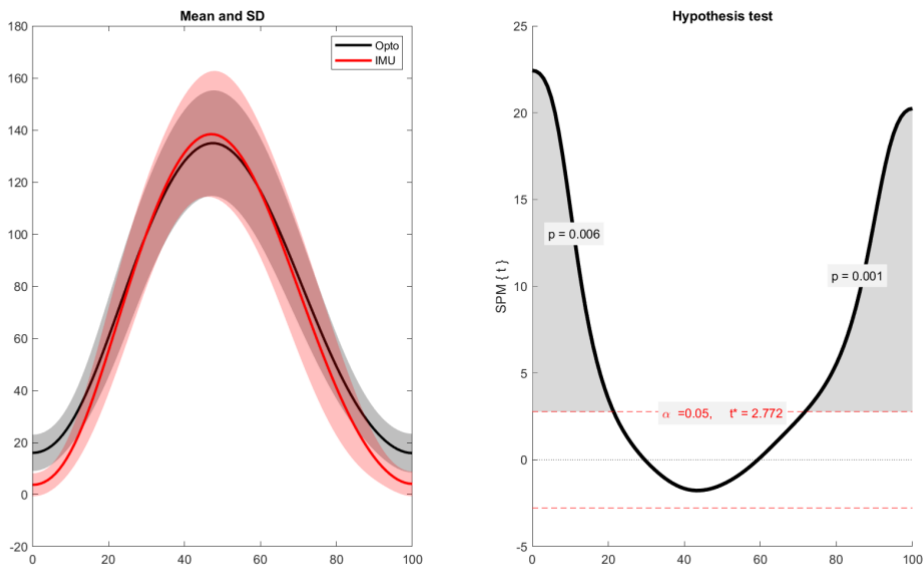 Mean and SD
180
160
140
120
100
80
60
40
20
0
-20
0 20 40 60 80 100
Opto
IMU
Hypothesis test
SPM { t }
25
20
15
10
5
0
-5
0 20 40 60 80 100
p = 0.006
p = 0.001
α =0.05, t* = 2.772